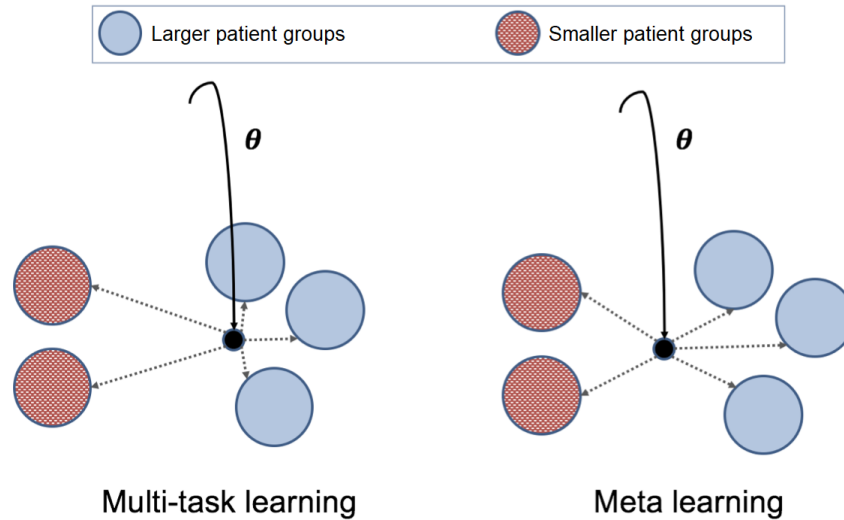 Larger patient groups
Smaller patient groups
θ
θ
Multi-task learning
Meta learning